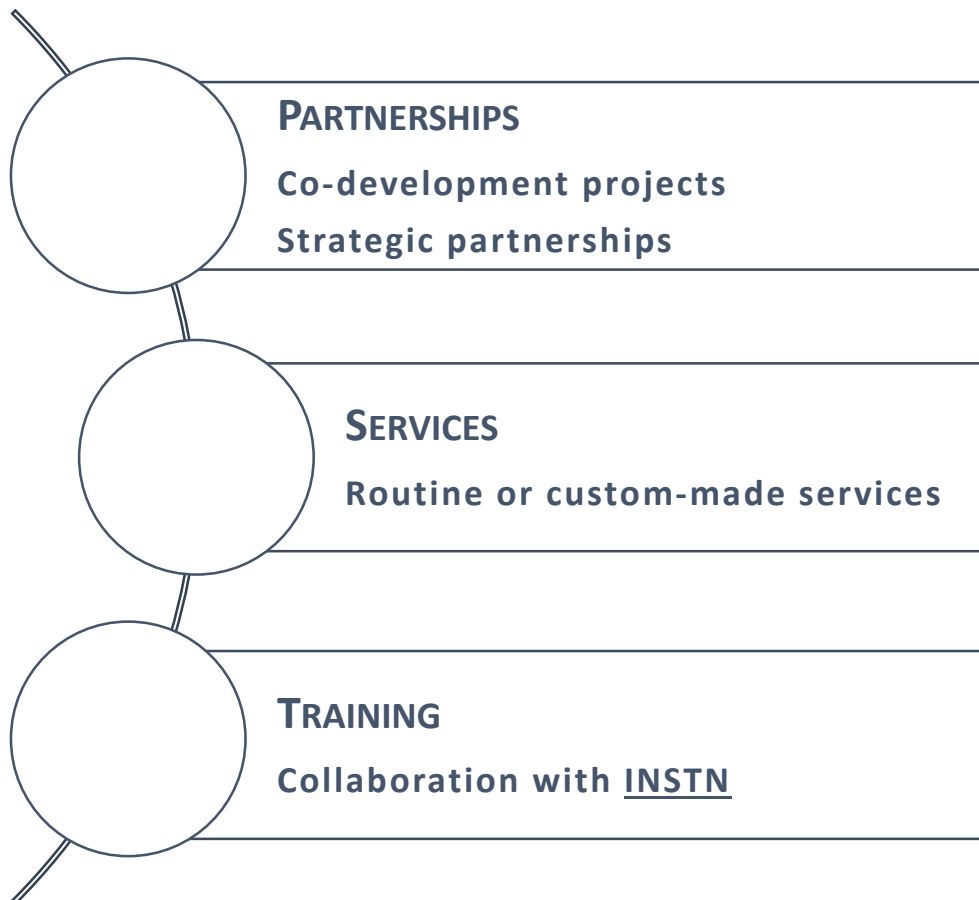 PARTNERSHIPS
Co-development projects
Strategic partnerships
SERVICES
Routine or custom-made services
TRAINING
Collaboration with INSTN